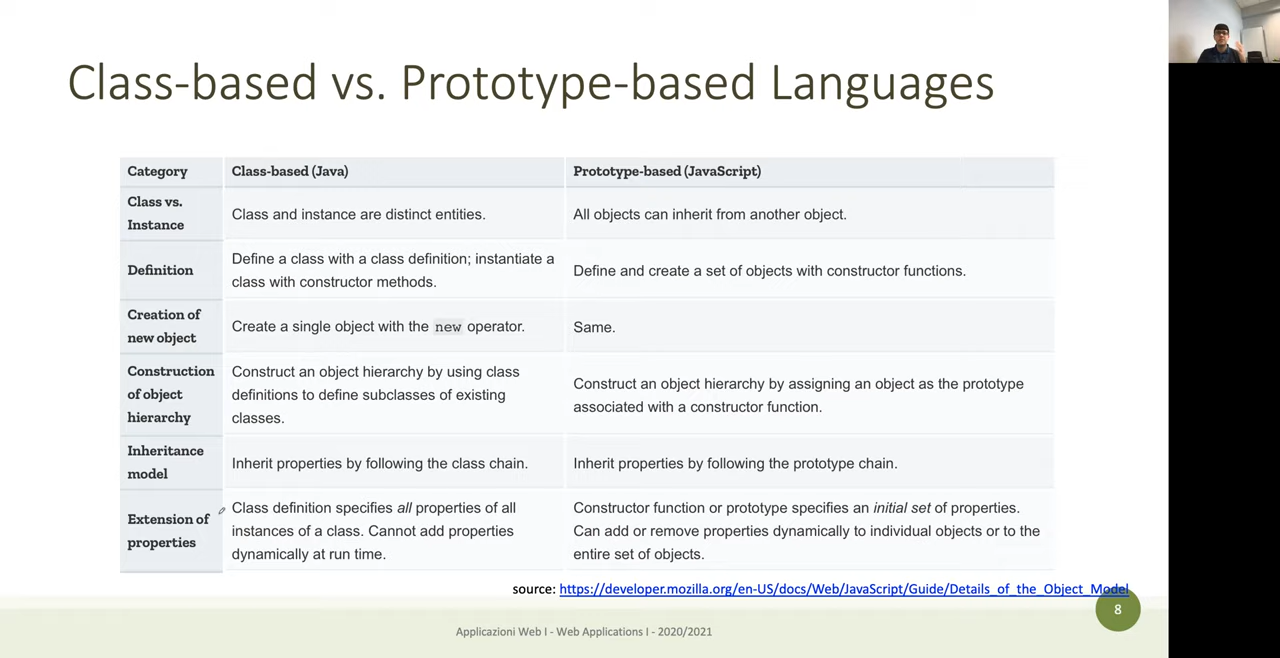 Class-based vs. Prototype-based Languages
Category
Class-based (Java)
Prototype-based (JavaScript)
Class vs.
Instance
Class and instance are distinct entities.
All objects can inherit from another object.
Definition
Define a class with a class definition; instantiate a
class with constructor methods.
Define and create a set of objects with constructor functions.
Creation of
new object
Create a single object with the new operator.
Same.
Construction
of object
hierarchy
Construct an object hierarchy by using class
definitions to define subclasses of existing
classes.
Construct an object hierarchy by assigning an object as the prototype
associated with a constructor function.
Inheritance
model
Inherit properties by following the class chain.
Inherit properties by following the prototype chain.
Extension of
properties
Class definition specifies all properties of all
instances of a class. Cannot add properties
dynamically at run time.
Constructor function or prototype specifies an initial set of properties.
Can add or remove properties dynamically to individual objects or to the
entire set of objects.
source: https://developer.mozilla.org/en-US/docs/Web/JavaScript/Guide/Details_of_the_Object_Model
8
Applicazioni Web I - Web Applications I - 2020/2021